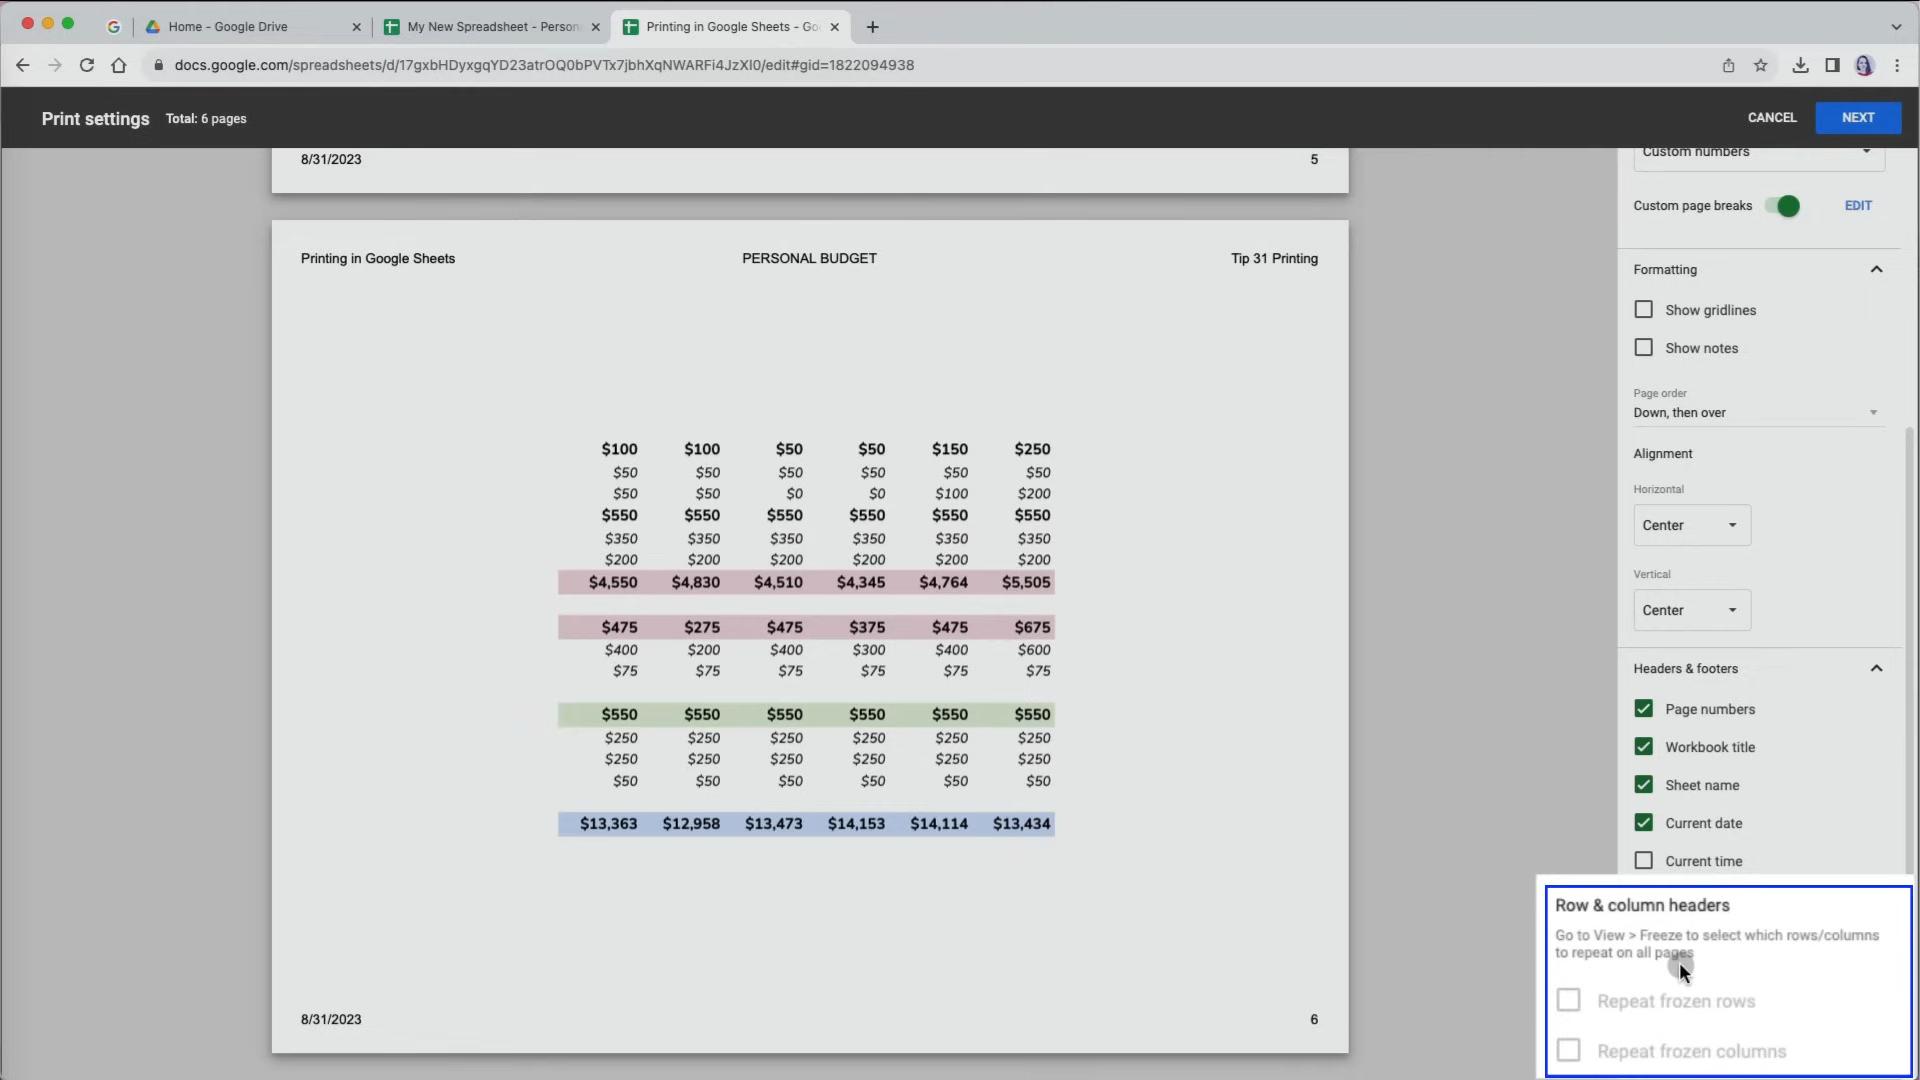 Home - Google Drive
My New Spreadsheet - Person
Printing in Google Sheets - Go
docs.google.com/spreadsheets/d/17gxbHDyxgqYD23atrOQ0bPVTx7jbhXqNWARFi4JzXI0/edit#gid=1822094938
Print settings Total: 6 pages CANCEL NEXT
8/31/2023 5
Printing in Google Sheets PERSONAL BUDGET Tip 31 Printing
$100 $100 $50 $50 $150 $250
$50 $50 $50 $50 $50 $50
$50 $50 $0 $0 $100 $200
$550 $550 $550 $550 $550 $550
$350 $350 $350 $350 $350 $350
$200 $200 $200 $200 $200 $200
$4,550 $4,830 $4,510 $4,345 $4,764 $5,505
$475 $275 $475 $375 $475 $675
$400 $200 $400 $300 $400 $600
$75 $75 $75 $75 $75 $75
$550 $550 $550 $550 $550 $550
$250 $250 $250 $250 $250 $250
$250 $250 $250 $250 $250 $250
$50 $50 $50 $50 $50 $50
$13,363 $12,958 $13,473 $14,153 $14,114 $13,434
8/31/2023 6
Custom numbers
Custom page breaks EDIT
Formatting
Show gridlines
Show notes
Page order
Down, then over
Alignment
Horizontal
Center
Vertical
Center
Headers & footers
Page numbers
Workbook title
Sheet name
Current date
Current time
Row & column headers
Go to View > Freeze to select which rows/columns
to repeat on all pages
Repeat frozen rows
Repeat frozen columns